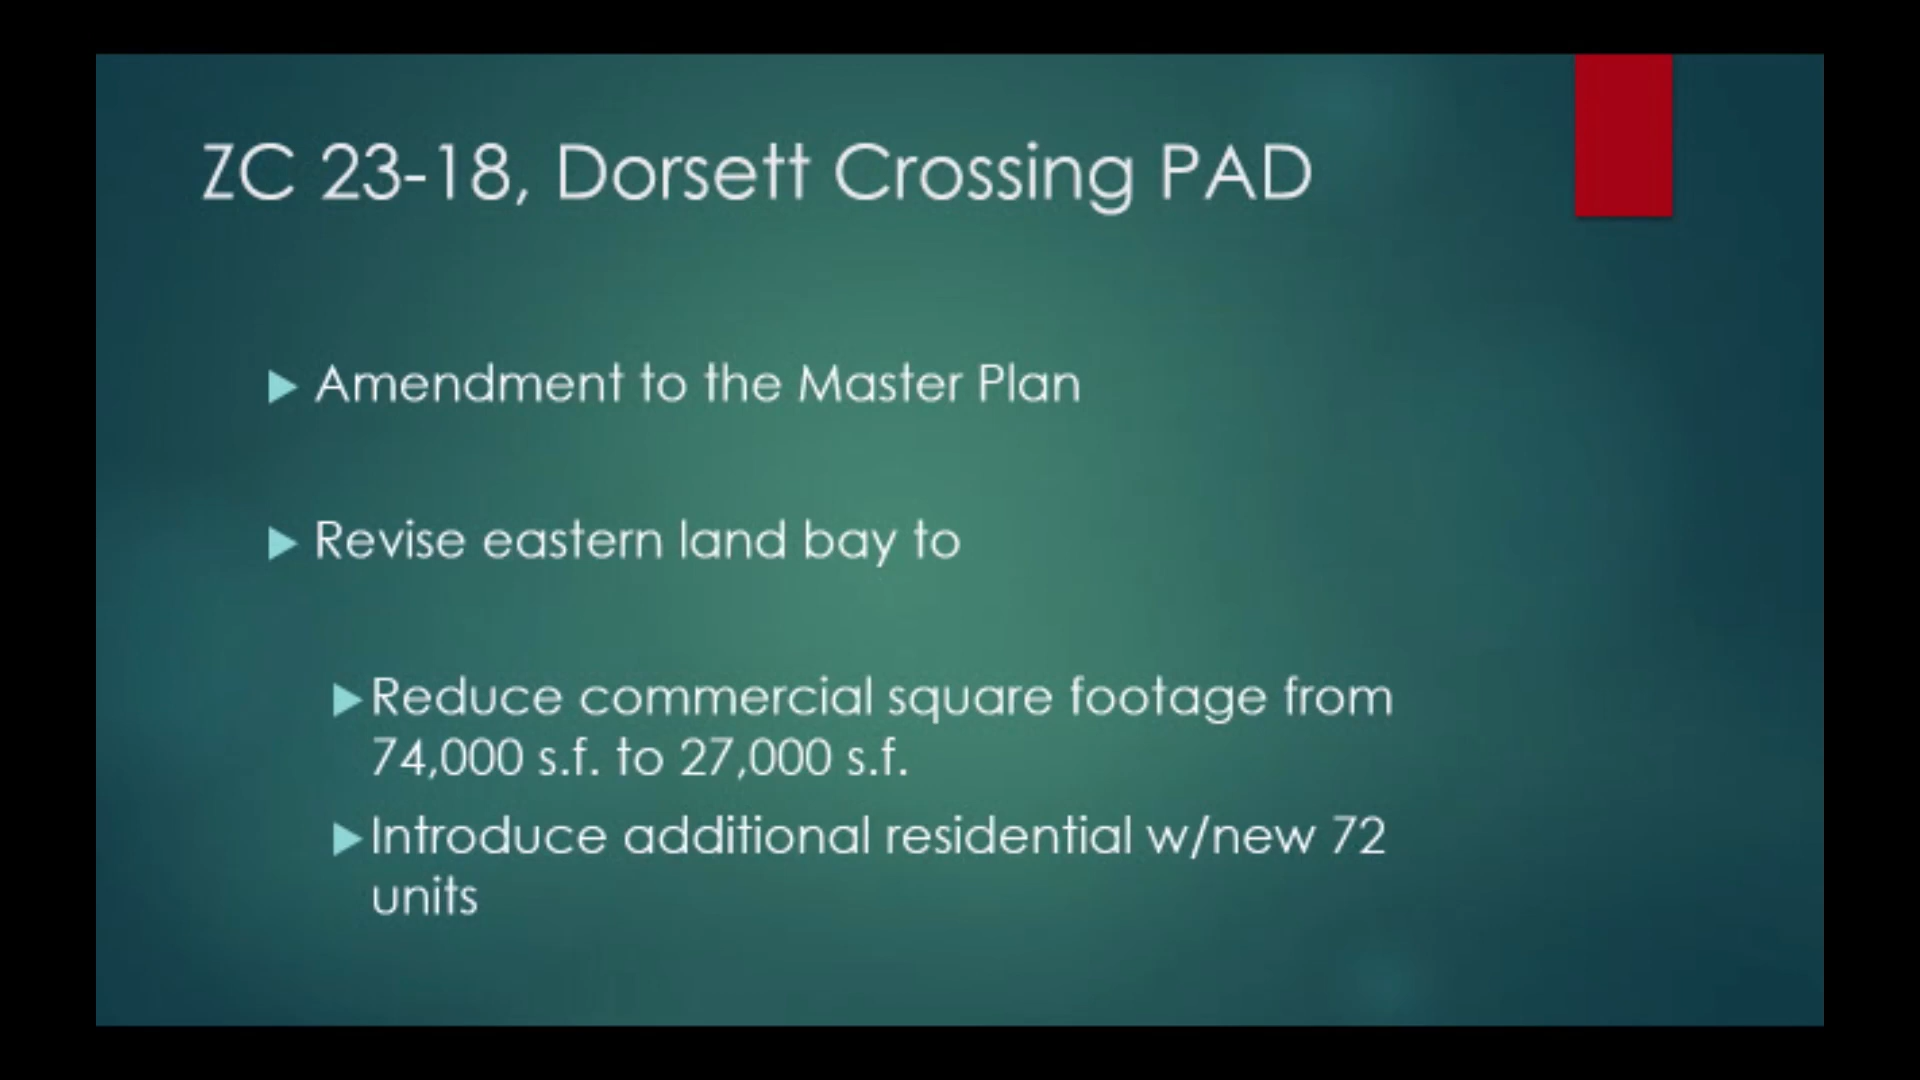 ZC 23-18, Dorsett Crossing PAD
Amendment to the Master Plan
Revise eastern land bay to
Reduce commercial square footage from
74,000 s.f. to 27,000 s.f.
Introduce additional residential w/new 72
units